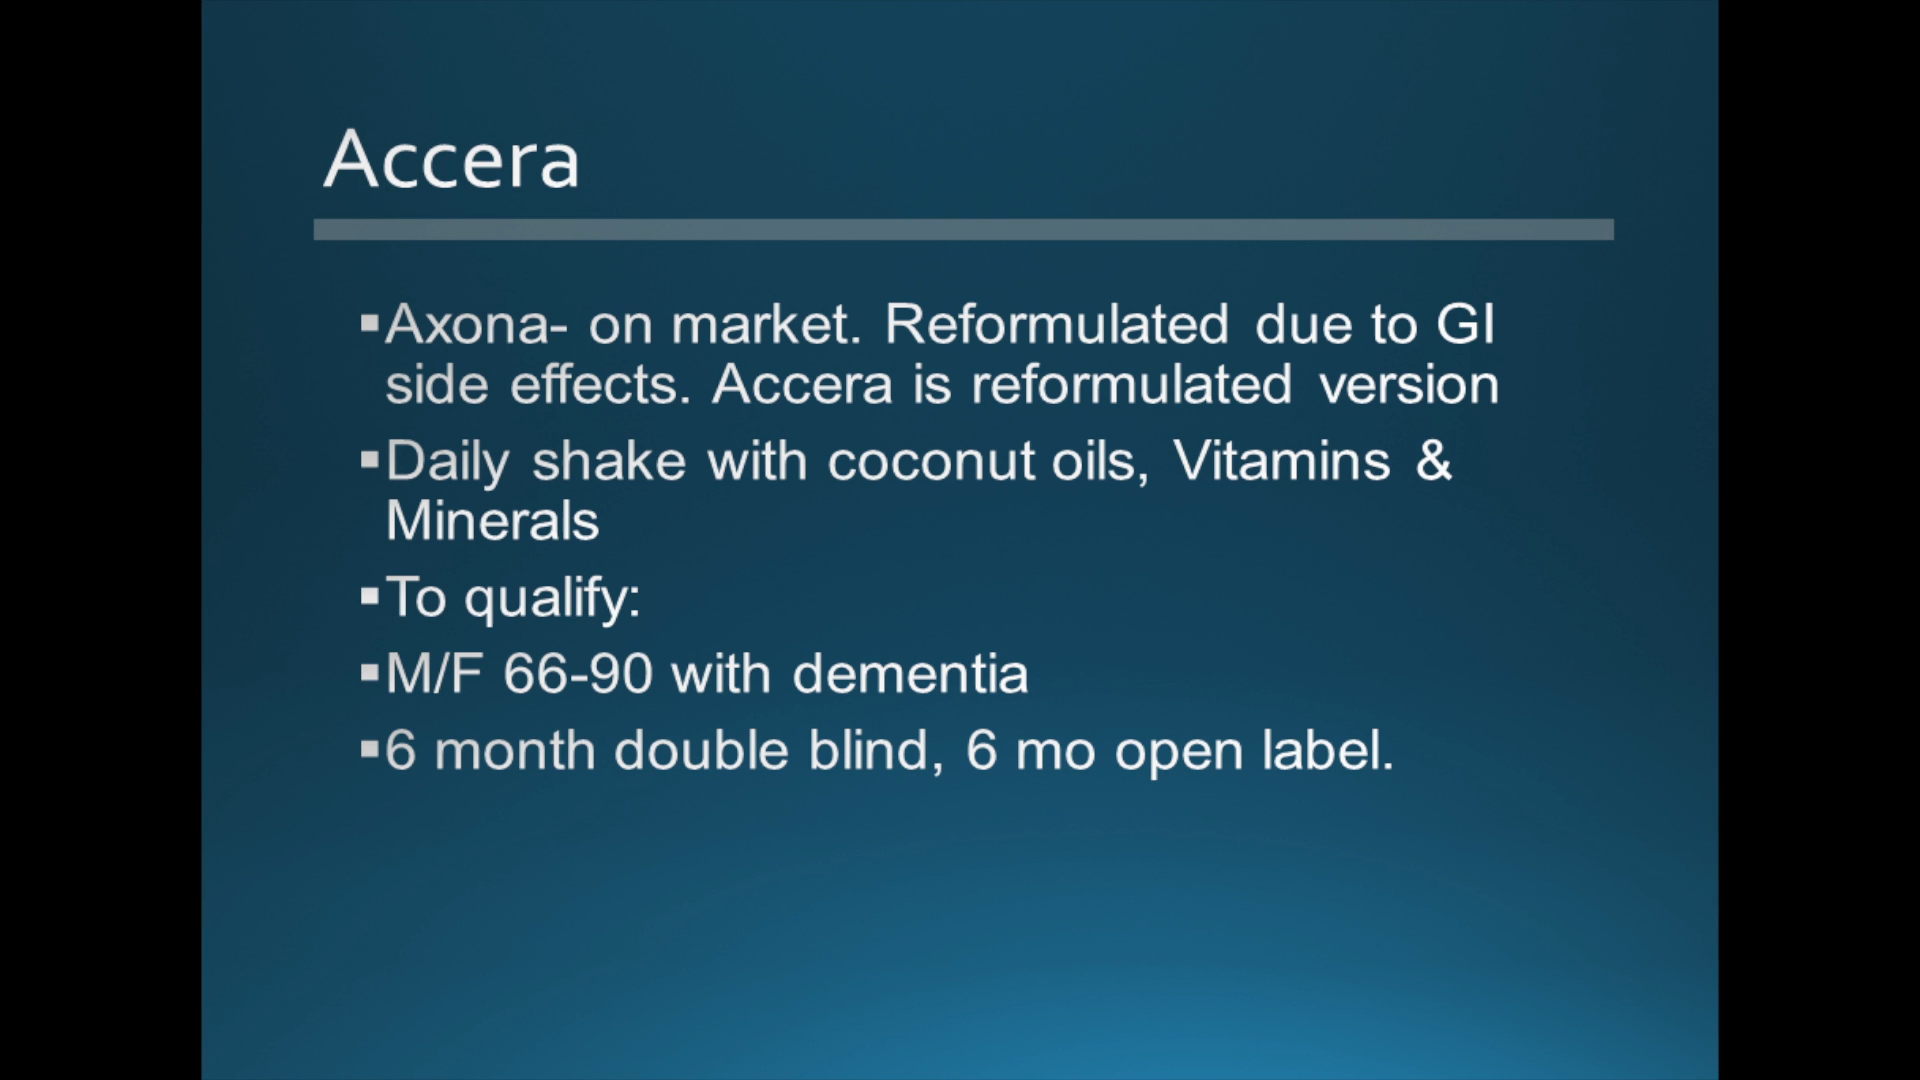 Accera
▪Axona- on market. Reformulated due to GI
side effects. Accera is reformulated version
▪Daily shake with coconut oils, Vitamins &
Minerals
▪To qualify:
▪M/F 66-90 with dementia
▪6 month double blind, 6 mo open label.